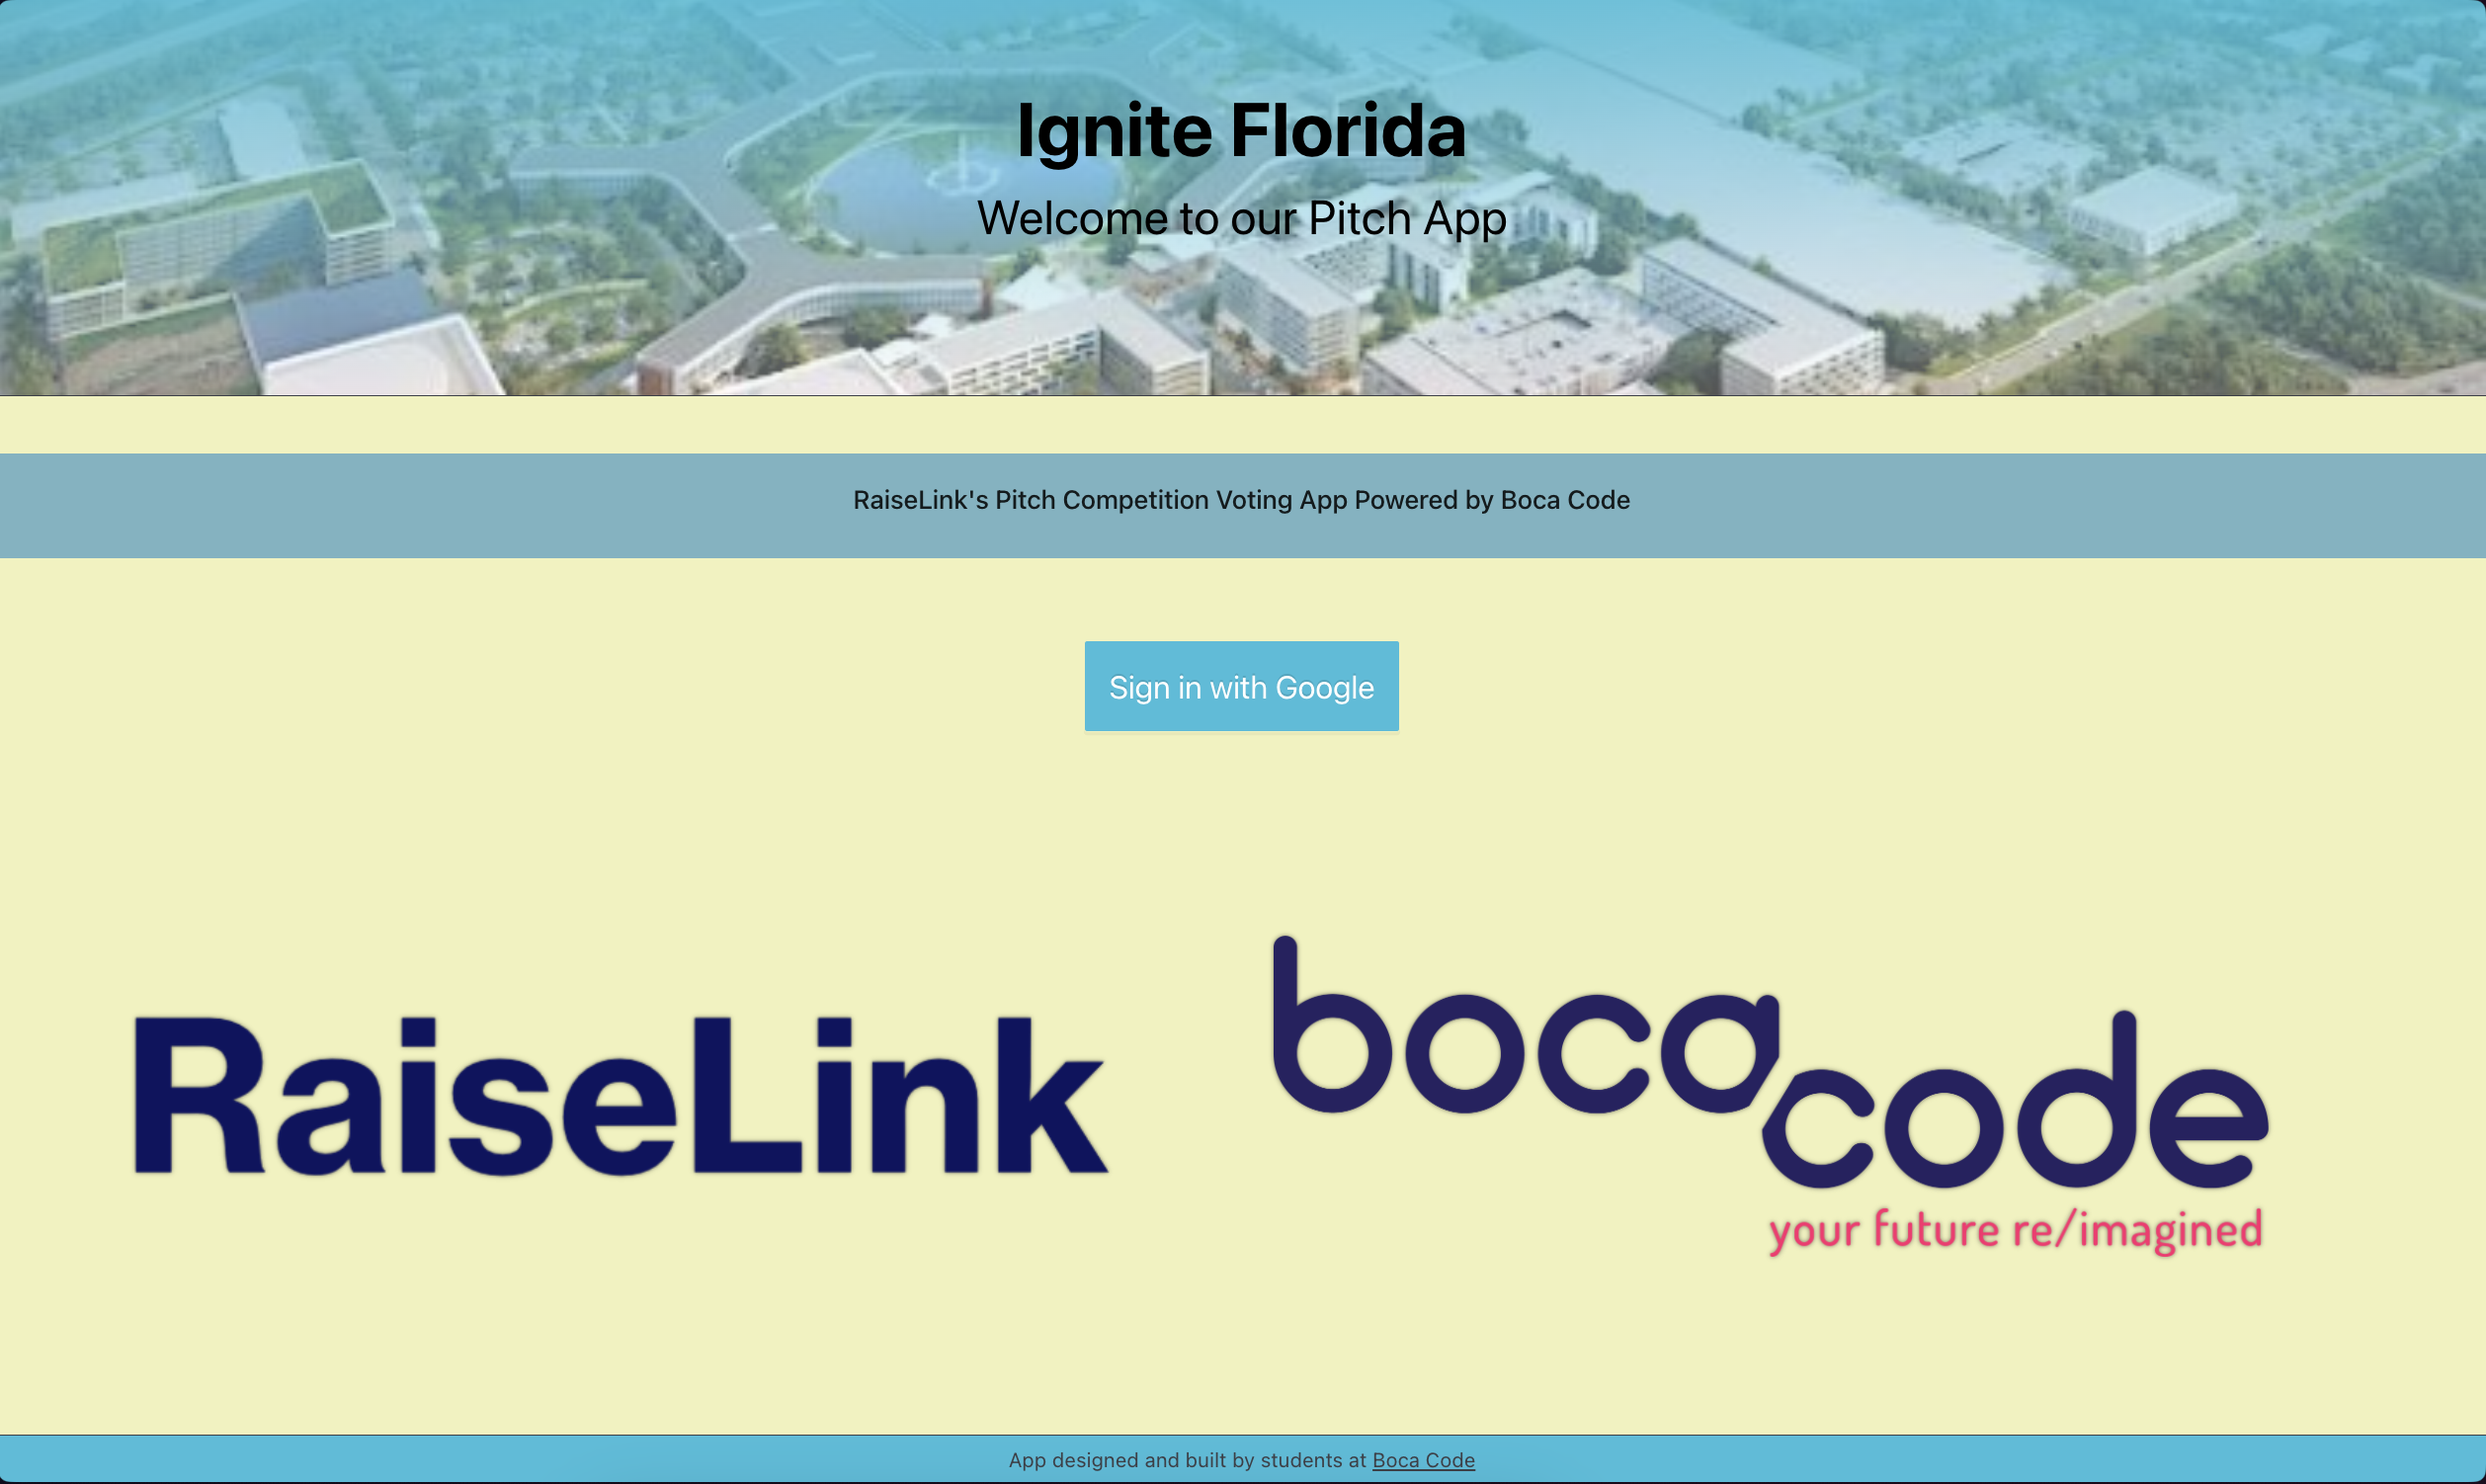 Ignite Florida
Welcome to our Pitch App
RaiseLink's Pitch Competition Voting App Powered by Boca Code
Sign in with Google
RaiseLink
boca
code
your future re/imagined
App designed and built by students at Boca Code